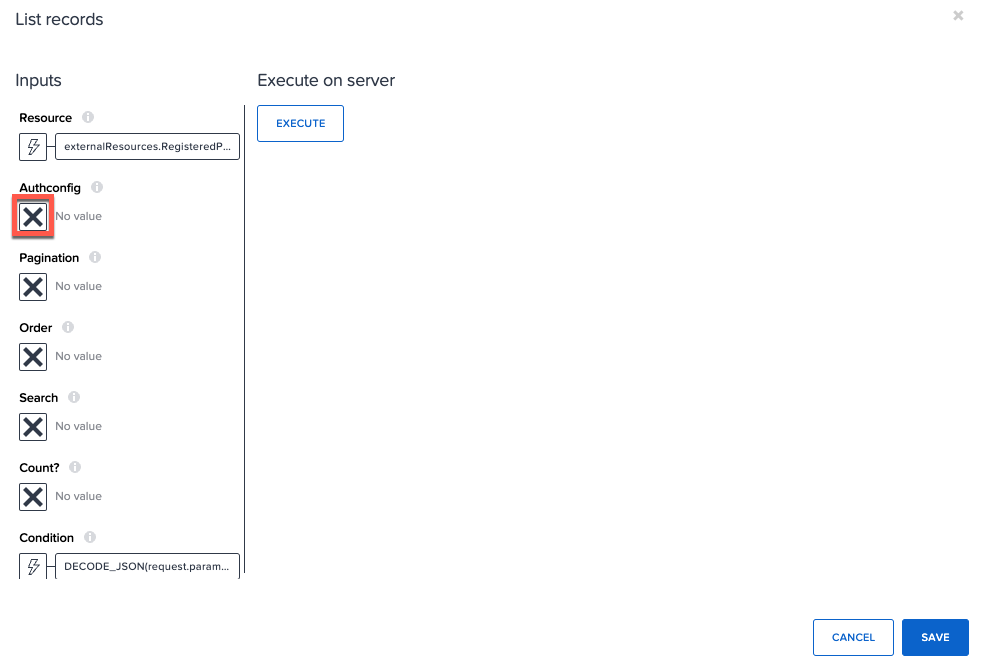 List records
Inputs
Resource
externalResources.RegisteredP...
Authconfig
No value
Pagination
No value
Order
No value
Search
No value
Count?
No value
Condition
DECODE_JSON(request.param...
Execute on server
EXECUTE
CANCEL
SAVE